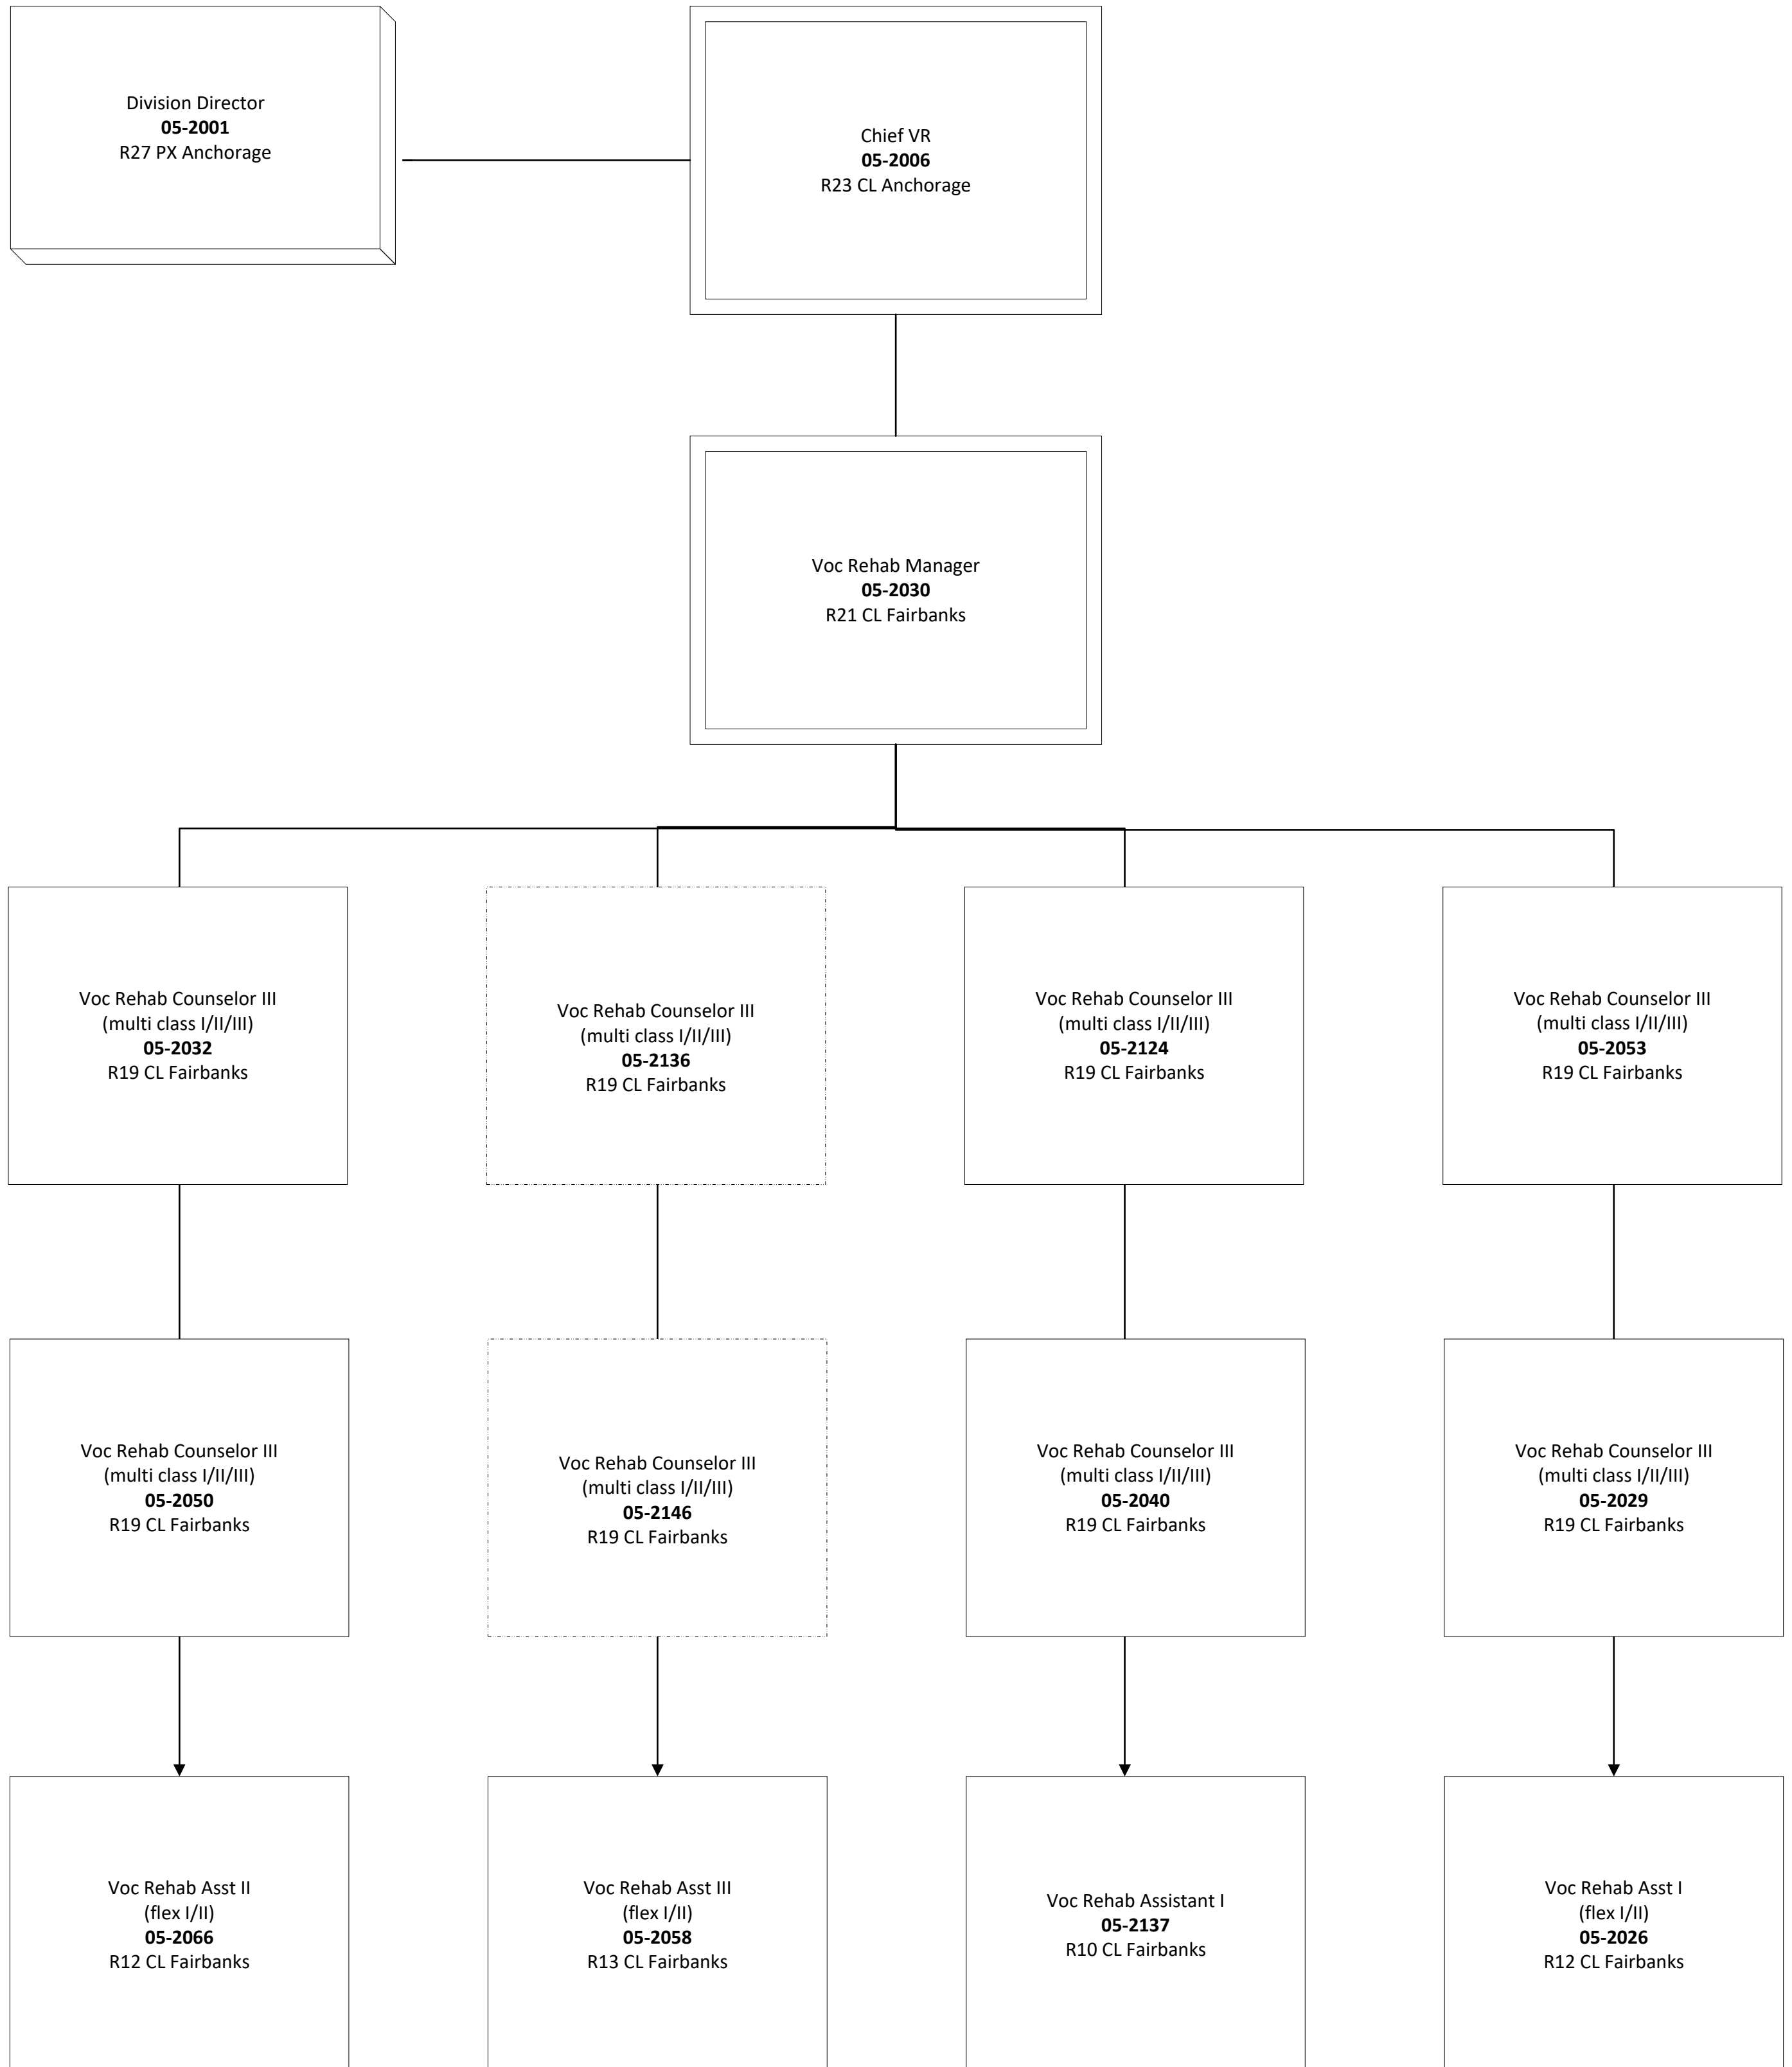 Division Director
05-2001
R27 PX Anchorage
Chief VR
05-2006
R23 CL Anchorage
Voc Rehab Manager
05-2030
R21 CL Fairbanks
Voc Rehab Counselor III
(multi class I/II/III)
05-2032
R19 CL Fairbanks
Voc Rehab Counselor III
(multi class I/II/III)
05-2136
R19 CL Fairbanks
Voc Rehab Counselor III
(multi class I/II/III)
05-2124
R19 CL Fairbanks
Voc Rehab Counselor III
(multi class I/II/III)
05-2053
R19 CL Fairbanks
Voc Rehab Counselor III
(multi class I/II/III)
05-2050
R19 CL Fairbanks
Voc Rehab Counselor III
(multi class I/II/III)
05-2146
R19 CL Fairbanks
Voc Rehab Counselor III
(multi class I/II/III)
05-2040
R19 CL Fairbanks
Voc Rehab Counselor III
(multi class I/II/III)
05-2029
R19 CL Fairbanks
Voc Rehab Asst II
(flex I/II)
05-2066
R12 CL Fairbanks
Voc Rehab Asst III
(flex I/II)
05-2058
R13 CL Fairbanks
Voc Rehab Assistant I
05-2137
R10 CL Fairbanks
Voc Rehab Asst I
(flex I/II)
05-2026
R12 CL Fairbanks